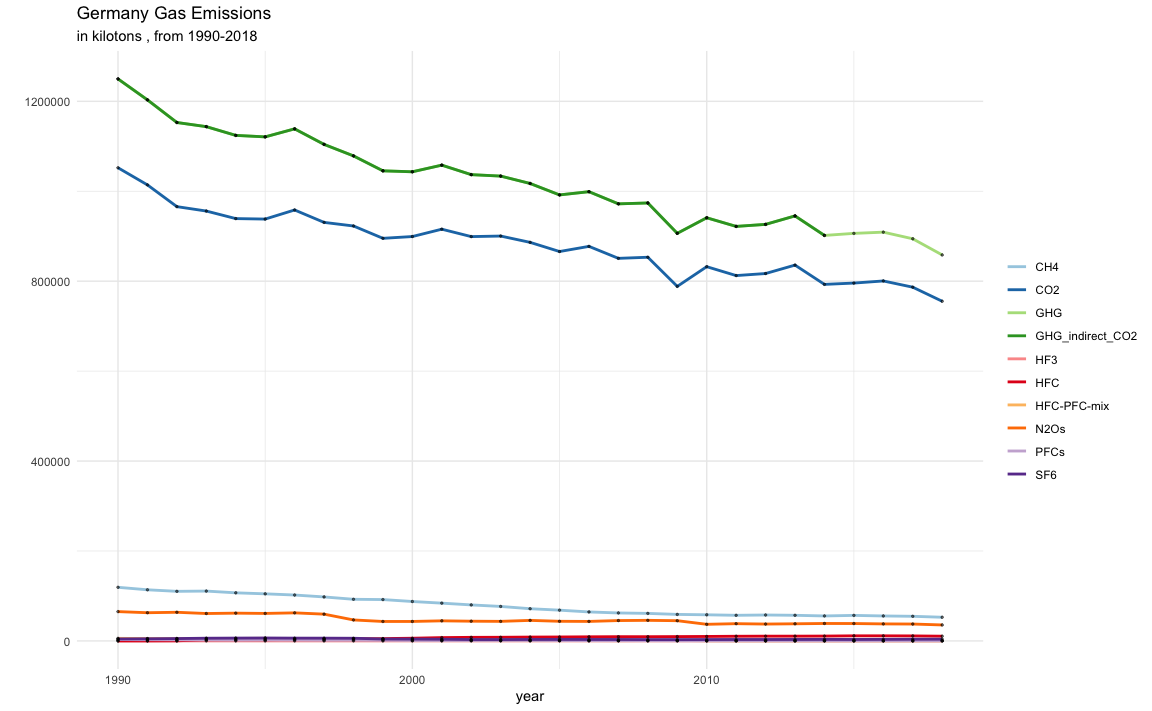 Germany Gas Emissions
in kilotons , from 1990-2018
1200000
800000
400000
0
1990 2000 2010
year
CH4
CO2
GHG
GHG_indirect_CO2
HF3
HFC
HFC-PFC-mix
N2Os
PFCs
SF6